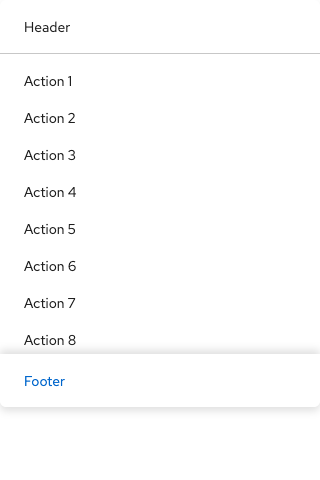 Header
Action 1
Action 2
Action 3
Action 4
Action 5
Action 6
Action 7
Action 8
Footer